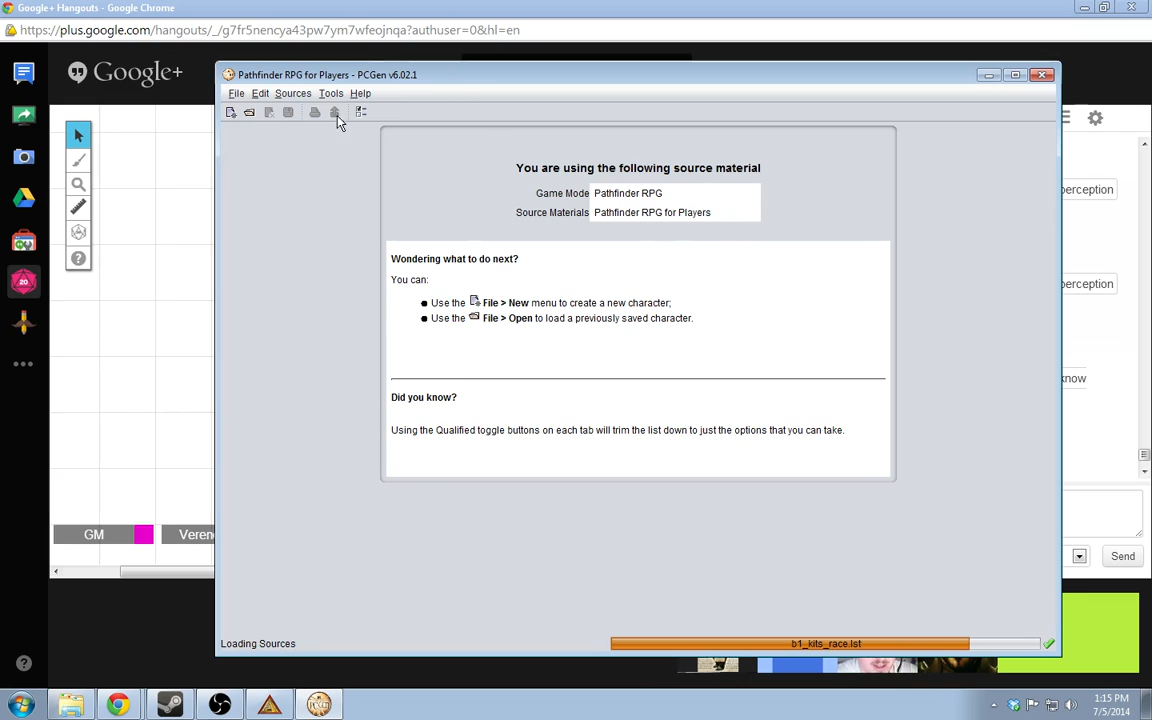 Google+ Hangouts - Google Chrome
https://plus.google.com/hangouts/_/g7fr5nencya43pw7ym7wfeojnqa?authuser=0&hl=en
Google+
Pathfinder RPG for Players - PCGen v6.02.1
File Edit Sources Tools Help
You are using the following source material
Game Mode Pathfinder RPG
Source Materials Pathfinder RPG for Players
Wondering what to do next?
You can:
Use the File > New menu to create a new character;
Use the File > Open to load a previously saved character.
Did you know?
Using the Qualified toggle buttons on each tab will trim the list down to just the options that you can take.
Loading Sources
b1_kits_race.lst
perception
perception
know
20
GM
Veren
Send
1:15 PM
7/5/2014